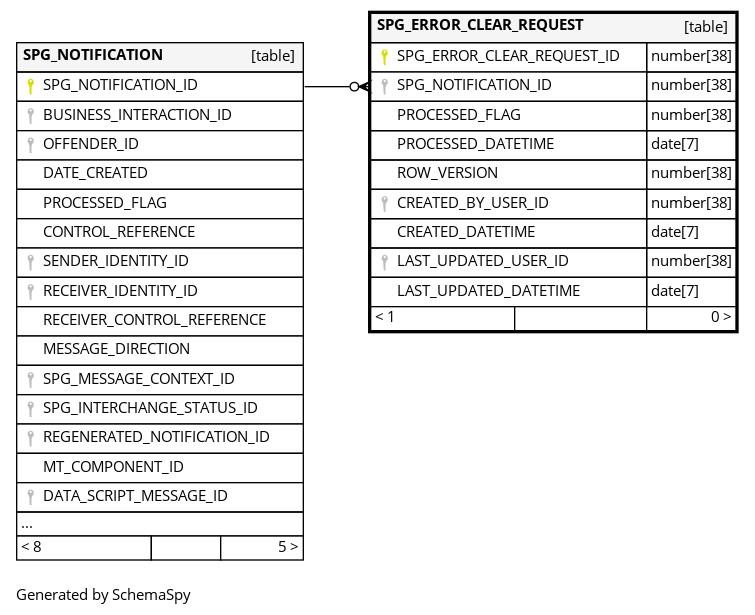 SPG_NOTIFICATION [table]
SPG_NOTIFICATION_ID
BUSINESS_INTERACTION_ID
OFFENDER_ID
DATE_CREATED
PROCESSED_FLAG
CONTROL_REFERENCE
SENDER_IDENTITY_ID
RECEIVER_IDENTITY_ID
RECEIVER_CONTROL_REFERENCE
MESSAGE_DIRECTION
SPG_MESSAGE_CONTEXT_ID
SPG_INTERCHANGE_STATUS_ID
REGENERATED_NOTIFICATION_ID
MT_COMPONENT_ID
DATA_SCRIPT_MESSAGE_ID
...
< 8 5 >
SPG_ERROR_CLEAR_REQUEST [table]
SPG_ERROR_CLEAR_REQUEST_ID number[38]
SPG_NOTIFICATION_ID number[38]
PROCESSED_FLAG number[38]
PROCESSED_DATETIME date[7]
ROW_VERSION number[38]
CREATED_BY_USER_ID number[38]
CREATED_DATETIME date[7]
LAST_UPDATED_USER_ID number[38]
LAST_UPDATED_DATETIME date[7]
< 1 0 >
Generated by SchemaSpy